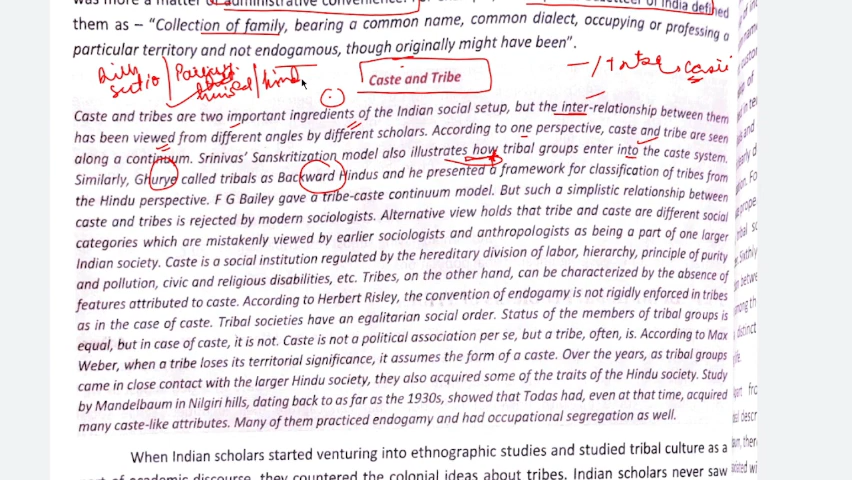 was more a matter of administrative convenience.
of India defined
them as – "Collection of family, bearing a common name, common dialect, occupying or professing a
particular territory and not endogamous, though originally might have been".
Caste and Tribe
Caste and tribes are two important ingredients of the Indian social setup, but the inter-relationship between them
has been viewed from different angles by different scholars. According to one perspective, caste and tribe are seen
along a continuum. Srinivas' Sanskritization model also illustrates how tribal groups enter into the caste system.
Similarly, Ghurye called tribals as Backward Hindus and he presented a framework for classification of tribes from
the Hindu perspective. F G Bailey gave a tribe-caste continuum model. But such a simplistic relationship between
caste and tribes is rejected by modern sociologists. Alternative view holds that tribe and caste are different social
categories which are mistakenly viewed by earlier sociologists and anthropologists as being a part of one larger
Indian society. Caste is a social institution regulated by the hereditary division of labor, hierarchy, principle of purity
and pollution, civic and religious disabilities, etc. Tribes, on the other hand, can be characterized by the absence of
features attributed to caste. According to Herbert Risley, the convention of endogamy is not rigidly enforced in tribes
as in the case of caste. Tribal societies have an egalitarian social order. Status of the members of tribal groups is
equal, but in case of caste, it is not. Caste is not a political association per se, but a tribe, often, is. According to Max
Weber, when a tribe loses its territorial significance, it assumes the form of a caste. Over the years, as tribal groups
came in close contact with the larger Hindu society, they also acquired some of the traits of the Hindu society. Study
by Mandelbaum in Nilgiri hills, dating back to as far as the 1930s, showed that Todas had, even at that time, acquired
many caste-like attributes. Many of them practiced endogamy and had occupational segregation as well.
When Indian scholars started venturing into ethnographic studies and studied tribal culture as a
of academic discourse, they countered the colonial ideas about tribes. Indian scholars never saw